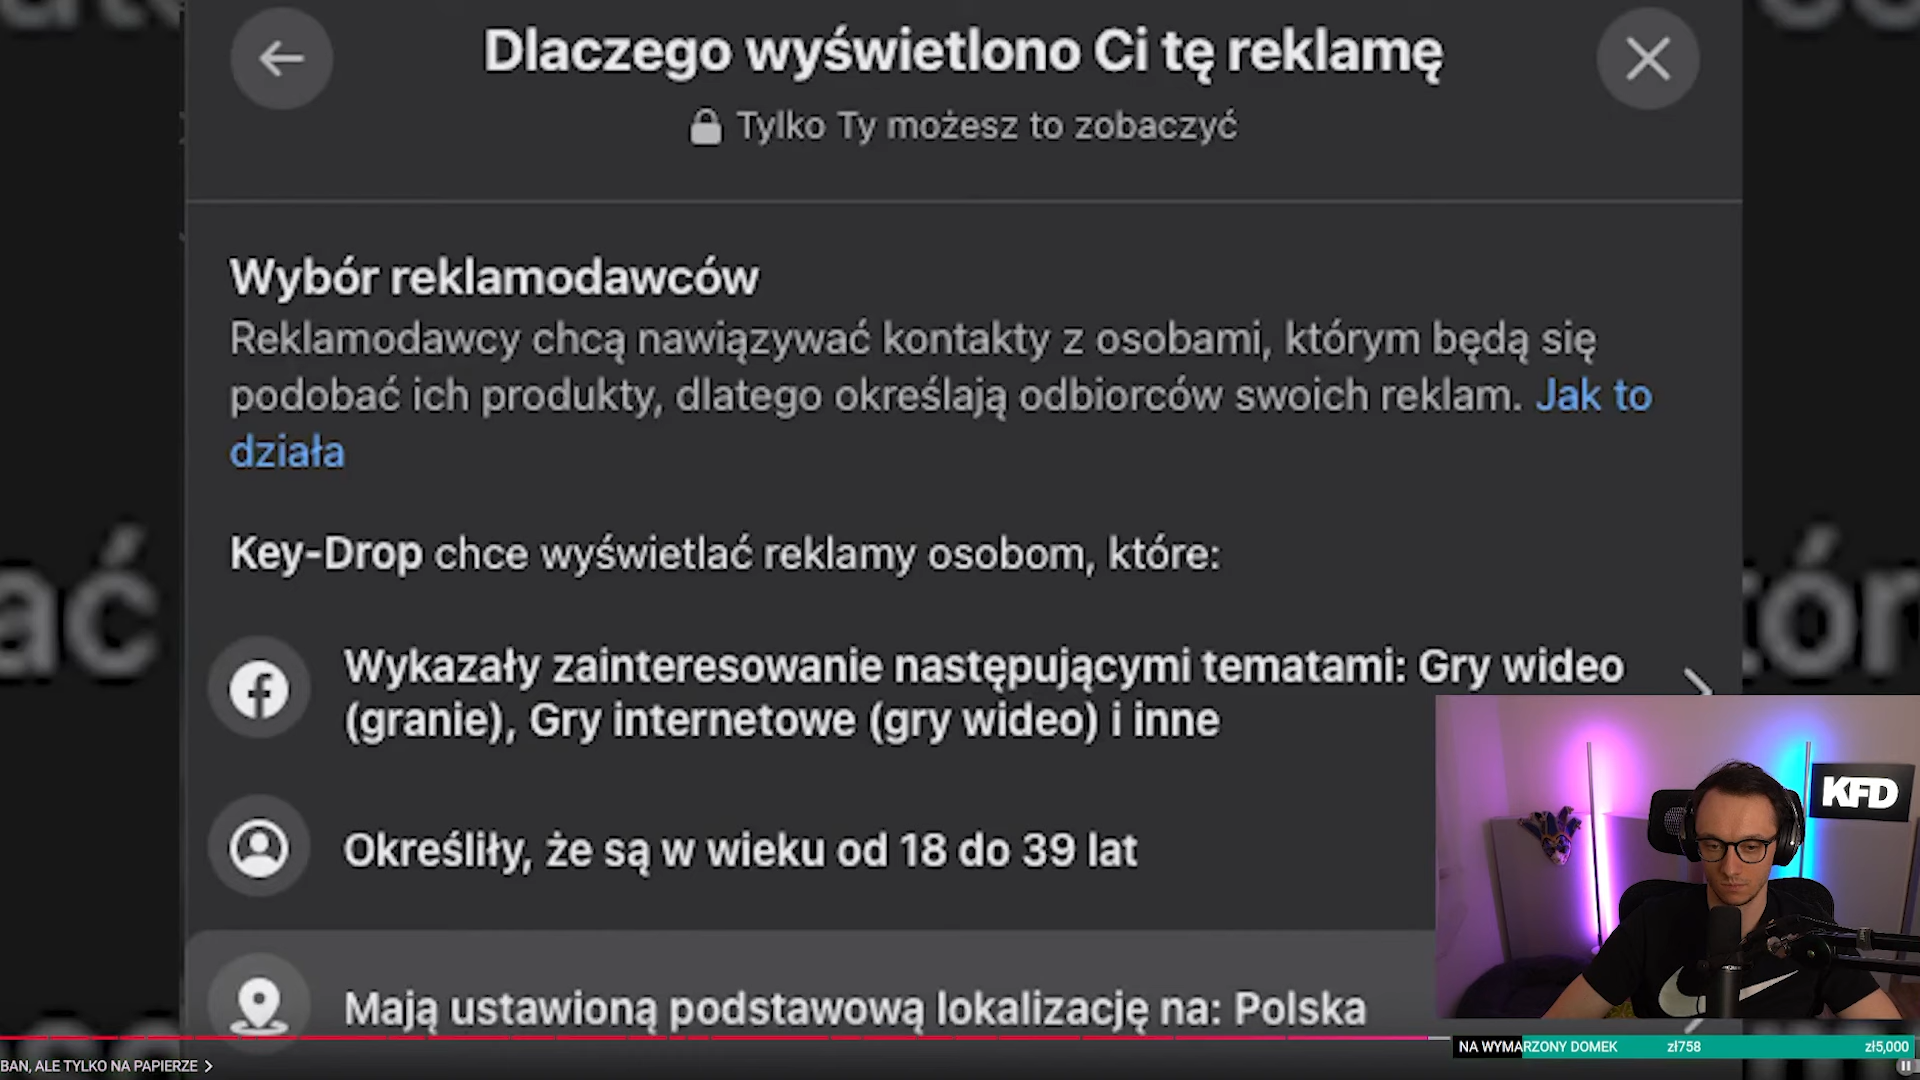 Dlaczego wyświetlono Ci tę reklamę
Tylko Ty możesz to zobaczyć
Wybór reklamodawców
Reklamodawcy chcą nawiązywać kontakty z osobami, którym będą się
podobać ich produkty, dlatego określają odbiorców swoich reklam. Jak to
działa
Key-Drop chce wyświetlać reklamy osobom, które:
Wykazały zainteresowanie następującymi tematami: Gry wideo
(granie), Gry internetowe (gry wideo) i inne
Określiły, że są w wieku od 18 do 39 lat
Mają ustawioną podstawową lokalizację na: Polska
KFD
NA WYMARZONY DOMEK zł758 zł5,000
BAN, ALE TYLKO NA PAPIERZE